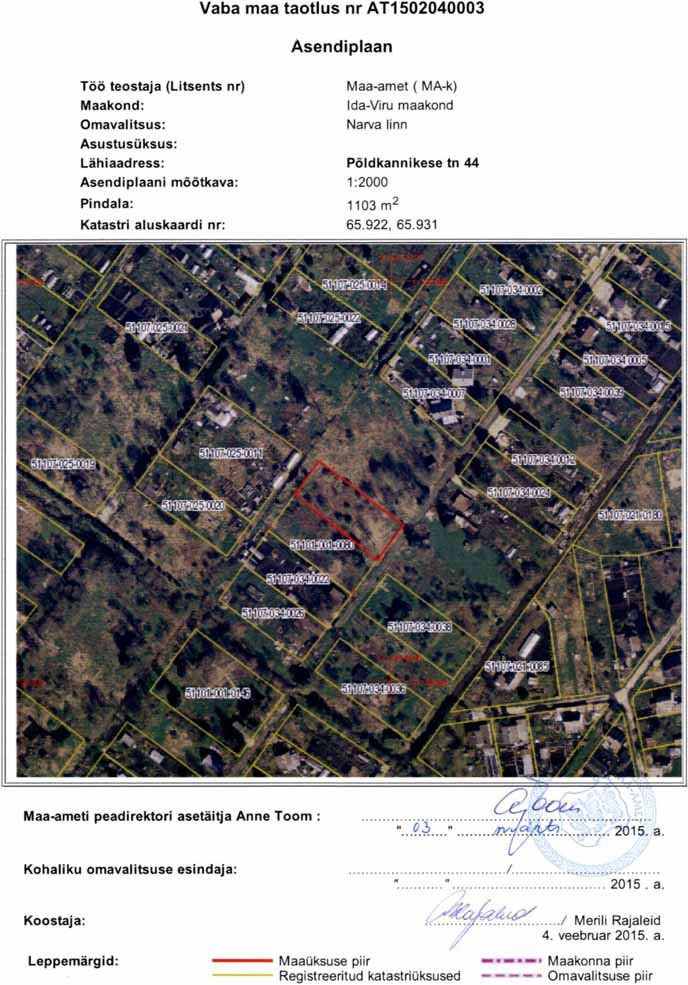 Vaba maa taotlus nr AT1502040003
Asendiplaan
Töö teostaja (Litsents nr) Maa-amet ( MA-k)
Maakond: Ida-Viru maakond
Omavalitsus: Narva linn
Asustusüksus:
Lähiaadress: Põldkannikese tn 44
Asendiplaani mõõtkava: 1:2000
Pindala: 1103 m2
Katastri aluskaardi nr: 65.922, 65.931
51107:025:0014
51107:034:0002
51107:025:0021
51107:025:0022
51107:034:0028
51107:034:0015
51107:034:0001
51107:034:0005
51107:034:0007
51107:034:0039
51107:025:0019
51107:025:0011
51107:034:0012
51107:025:0020
51107:034:0024
51107:021:0180
51101:001:0080
51107:034:0022
51107:034:0026
51107:034:0038
51101:001:0146
51107:034:0036
51107:021:0085
Maa-ameti peadirektori asetäitja Anne Toom :
"03" märts 2015. a.
Kohaliku omavalitsuse esindaja: /
"............" 2015 . a.
Koostaja: / Merili Rajaleid
4. veebruar 2015. a.
Leppemärgid: Maaüksuse piir Maakonna piir
Registreeritud katastriüksused Omavalitsuse piir